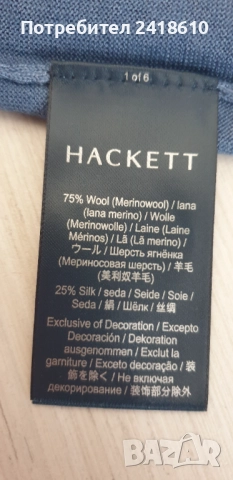 Потребител 2418610
1 of 6
HACKETT
75% Wool (Merinowool) / lana
(lana merino) / Wolle
(Merinowolle) / Laine (Laine
Mérinos) / Lã (Lã merino) /
ウール / Шерсть ягнёнка
(Мериносовая шерсть) / 羊毛
(美利奴羊毛)
25% Silk / seda / Seide / Soie /
Seda / 絹 / Шёлк / 丝绸
Exclusive of Decoration / Excepto
Decoración / Dekoration
ausgenommen / Exclut la
garniture / Exceto decoração / 装
飾を除く / Не включая
декорирование / 装饰部分除外
БАZАР